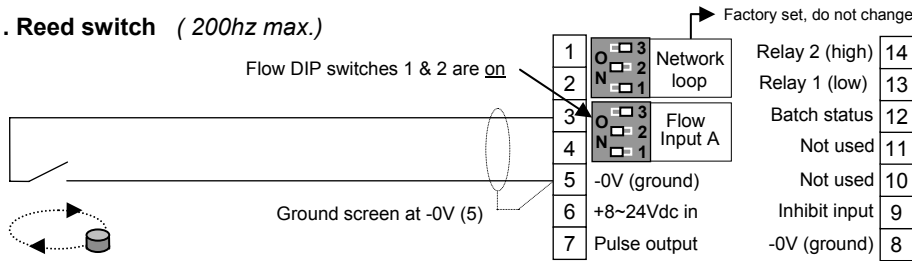 Factory set, do not change
. Reed switch ( 200hz max.)
Flow DIP switches 1 & 2 are on
1
2
3
4
5
6
7
ON
3
2
1
Network
loop
ON
3
2
1
Flow
Input A
-0V (ground)
+8~24Vdc in
Pulse output
Ground screen at -0V (5)
Relay 2 (high) 14
Relay 1 (low) 13
Batch status 12
Not used 11
Not used 10
Inhibit input 9
-0V (ground) 8